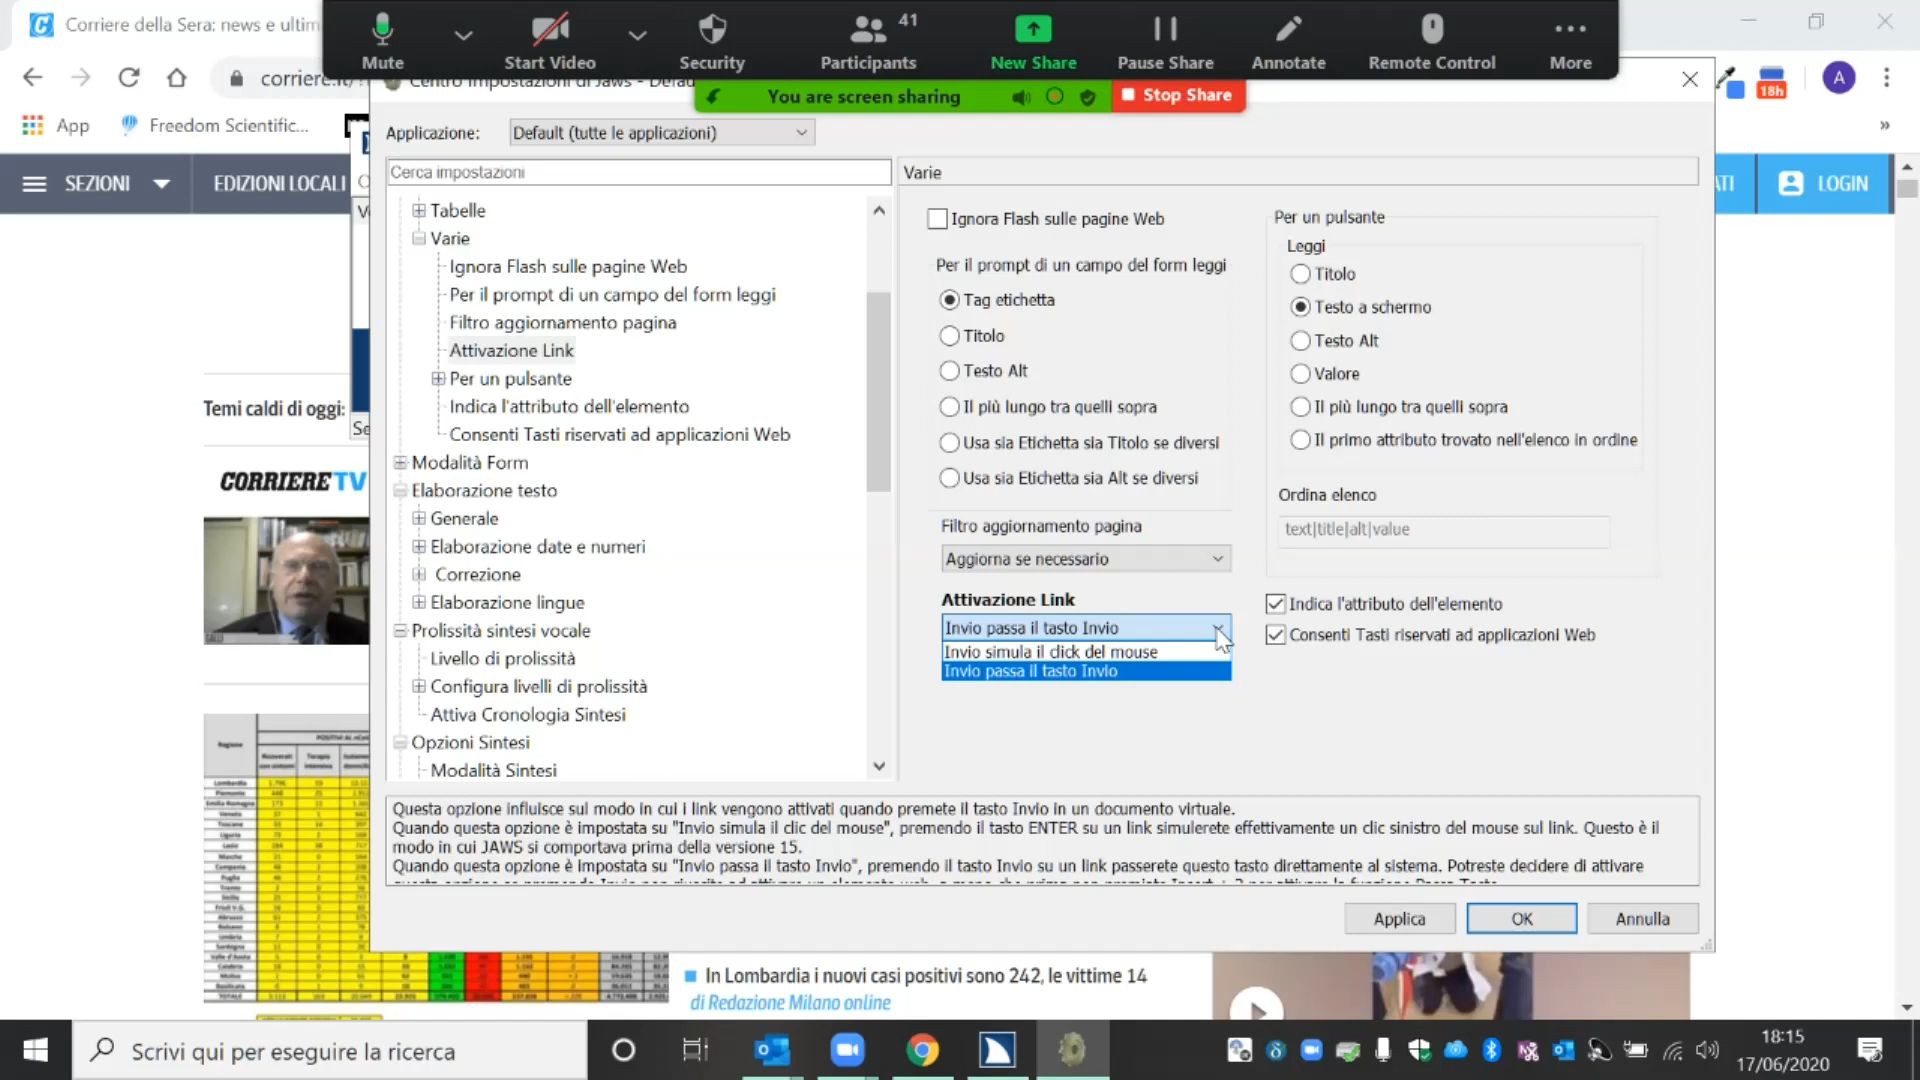 Corriere della Sera: news e ultim
Mute
Start Video
Security
41
Participants
New Share
Pause Share
Annotate
Remote Control
More
corriere.it/
Centro Impostazioni di Jaws - Defau
You are screen sharing
Stop Share
18h
A
App
Freedom Scientific...
»
Applicazione:
Default (tutte le applicazioni)
SEZIONI
EDIZIONI LOCALI
LOGIN
Cerca impostazioni
Varie
Tabelle
Varie
Ignora Flash sulle pagine Web
Per il prompt di un campo del form leggi
Filtro aggiornamento pagina
Attivazione Link
Per un pulsante
Indica l'attributo dell'elemento
Consenti Tasti riservati ad applicazioni Web
Modalità Form
Elaborazione testo
Generale
Elaborazione date e numeri
Correzione
Elaborazione lingue
Prolissità sintesi vocale
Livello di prolissità
Configura livelli di prolissità
Attiva Cronologia Sintesi
Opzioni Sintesi
Modalità Sintesi
Ignora Flash sulle pagine Web
Per il prompt di un campo del form leggi
Tag etichetta
Titolo
Testo Alt
Il più lungo tra quelli sopra
Usa sia Etichetta sia Titolo se diversi
Usa sia Etichetta sia Alt se diversi
Filtro aggiornamento pagina
Aggiorna se necessario
Attivazione Link
Invio passa il tasto Invio
Invio simula il click del mouse
Invio passa il tasto Invio
Per un pulsante
Leggi
Titolo
Testo a schermo
Testo Alt
Valore
Il più lungo tra quelli sopra
Il primo attributo trovato nell'elenco in ordine
Ordina elenco
text|title|alt|value
Indica l'attributo dell'elemento
Consenti Tasti riservati ad applicazioni Web
Questa opzione influisce sul modo in cui i link vengono attivati quando premete il tasto Invio in un documento virtuale.
Quando questa opzione è impostata su "Invio simula il clic del mouse", premendo il tasto ENTER su un link simulerete effettivamente un clic sinistro del mouse sul link. Questo è il
modo in cui JAWS si comportava prima della versione 15.
Quando questa opzione è impostata su "Invio passa il tasto Invio", premendo il tasto Invio su un link passerete questo tasto direttamente al sistema. Potreste decidere di attivare
Applica
OK
Annulla
Temi caldi di oggi:
CORRIERE TV
In Lombardia i nuovi casi positivi sono 242, le vittime 14
di Redazione Milano online
Scrivi qui per eseguire la ricerca
18:15
17/06/2020